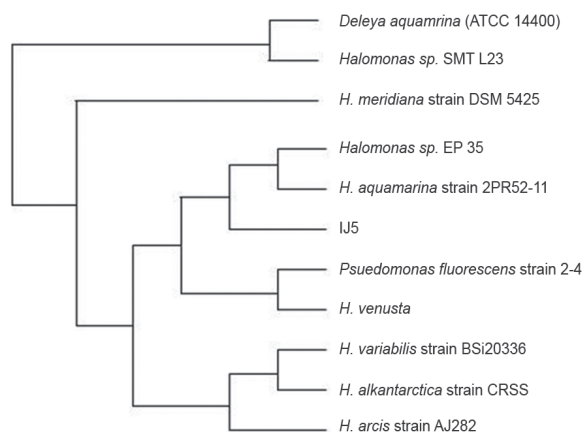 Deleya aquamrina (ATCC 14400)
Halomonas sp. SMT L23
H. meridiana strain DSM 5425
Halomonas sp. EP 35
H. aquamarina strain 2PR52-11
IJ5
Psuedomonas fluorescens strain 2-4
H. venusta
H. variabilis strain BSi20336
H. alkantarctica strain CRSS
H. arcis strain AJ282